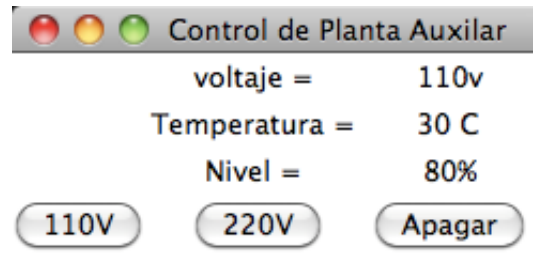 Control de Planta Auxilar
voltaje = 110v
Temperatura = 30 C
Nivel = 80%
110V 220V Apagar